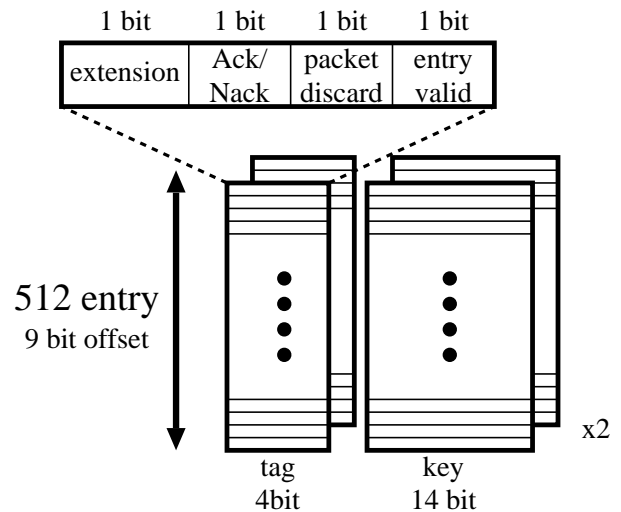 1 bit 1 bit 1 bit 1 bit
extension Ack/ Nack packet discard entry valid
512 entry
9 bit offset
x2
tag
4bit
key
14 bit